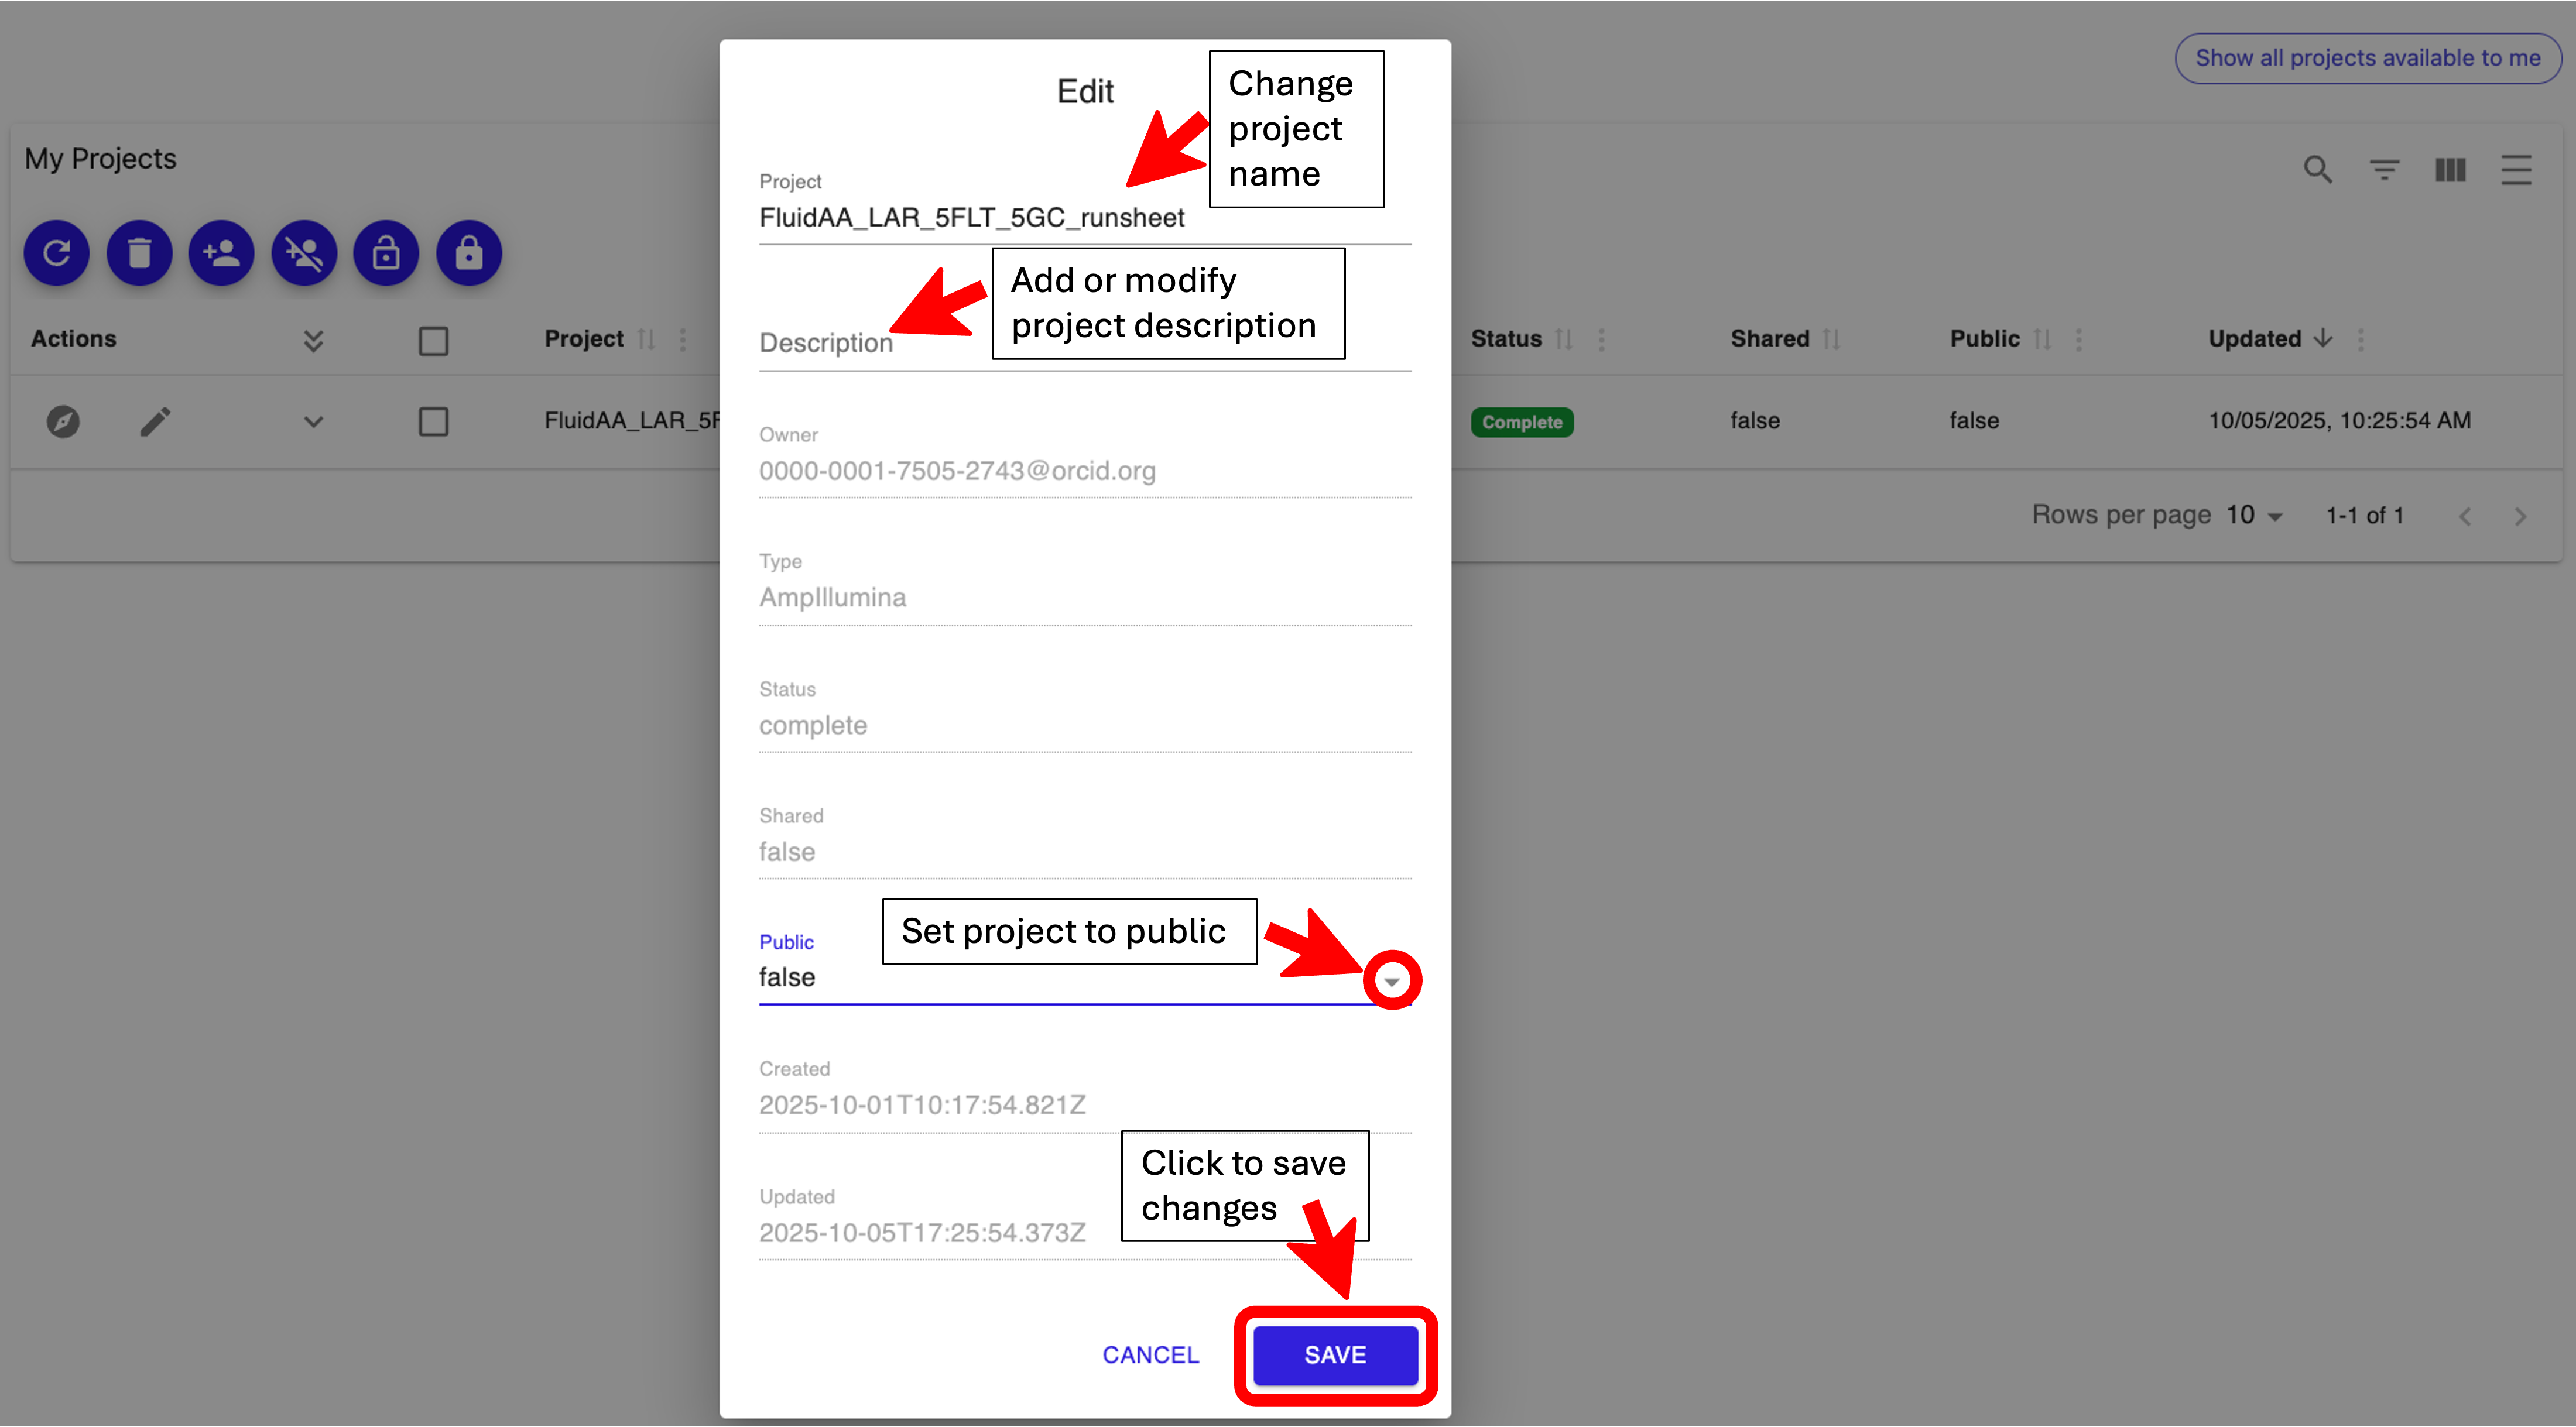 Show all projects available to me
Edit
Change
project
name
My Projects
Project
FluidAA_LAR_5FLT_5GC_runsheet
Add or modify
project description
Description
Actions
Project
Status
Shared
Public
Updated
FluidAA_LAR_5F
Complete
false
false
10/05/2025, 10:25:54 AM
Owner
0000-0001-7505-2743@orcid.org
Rows per page 10
1-1 of 1
Type
AmpIllumina
Status
complete
Shared
false
Set project to public
Public
false
Created
2025-10-01T10:17:54.821Z
Click to save
changes
Updated
2025-10-05T17:25:54.373Z
CANCEL
SAVE